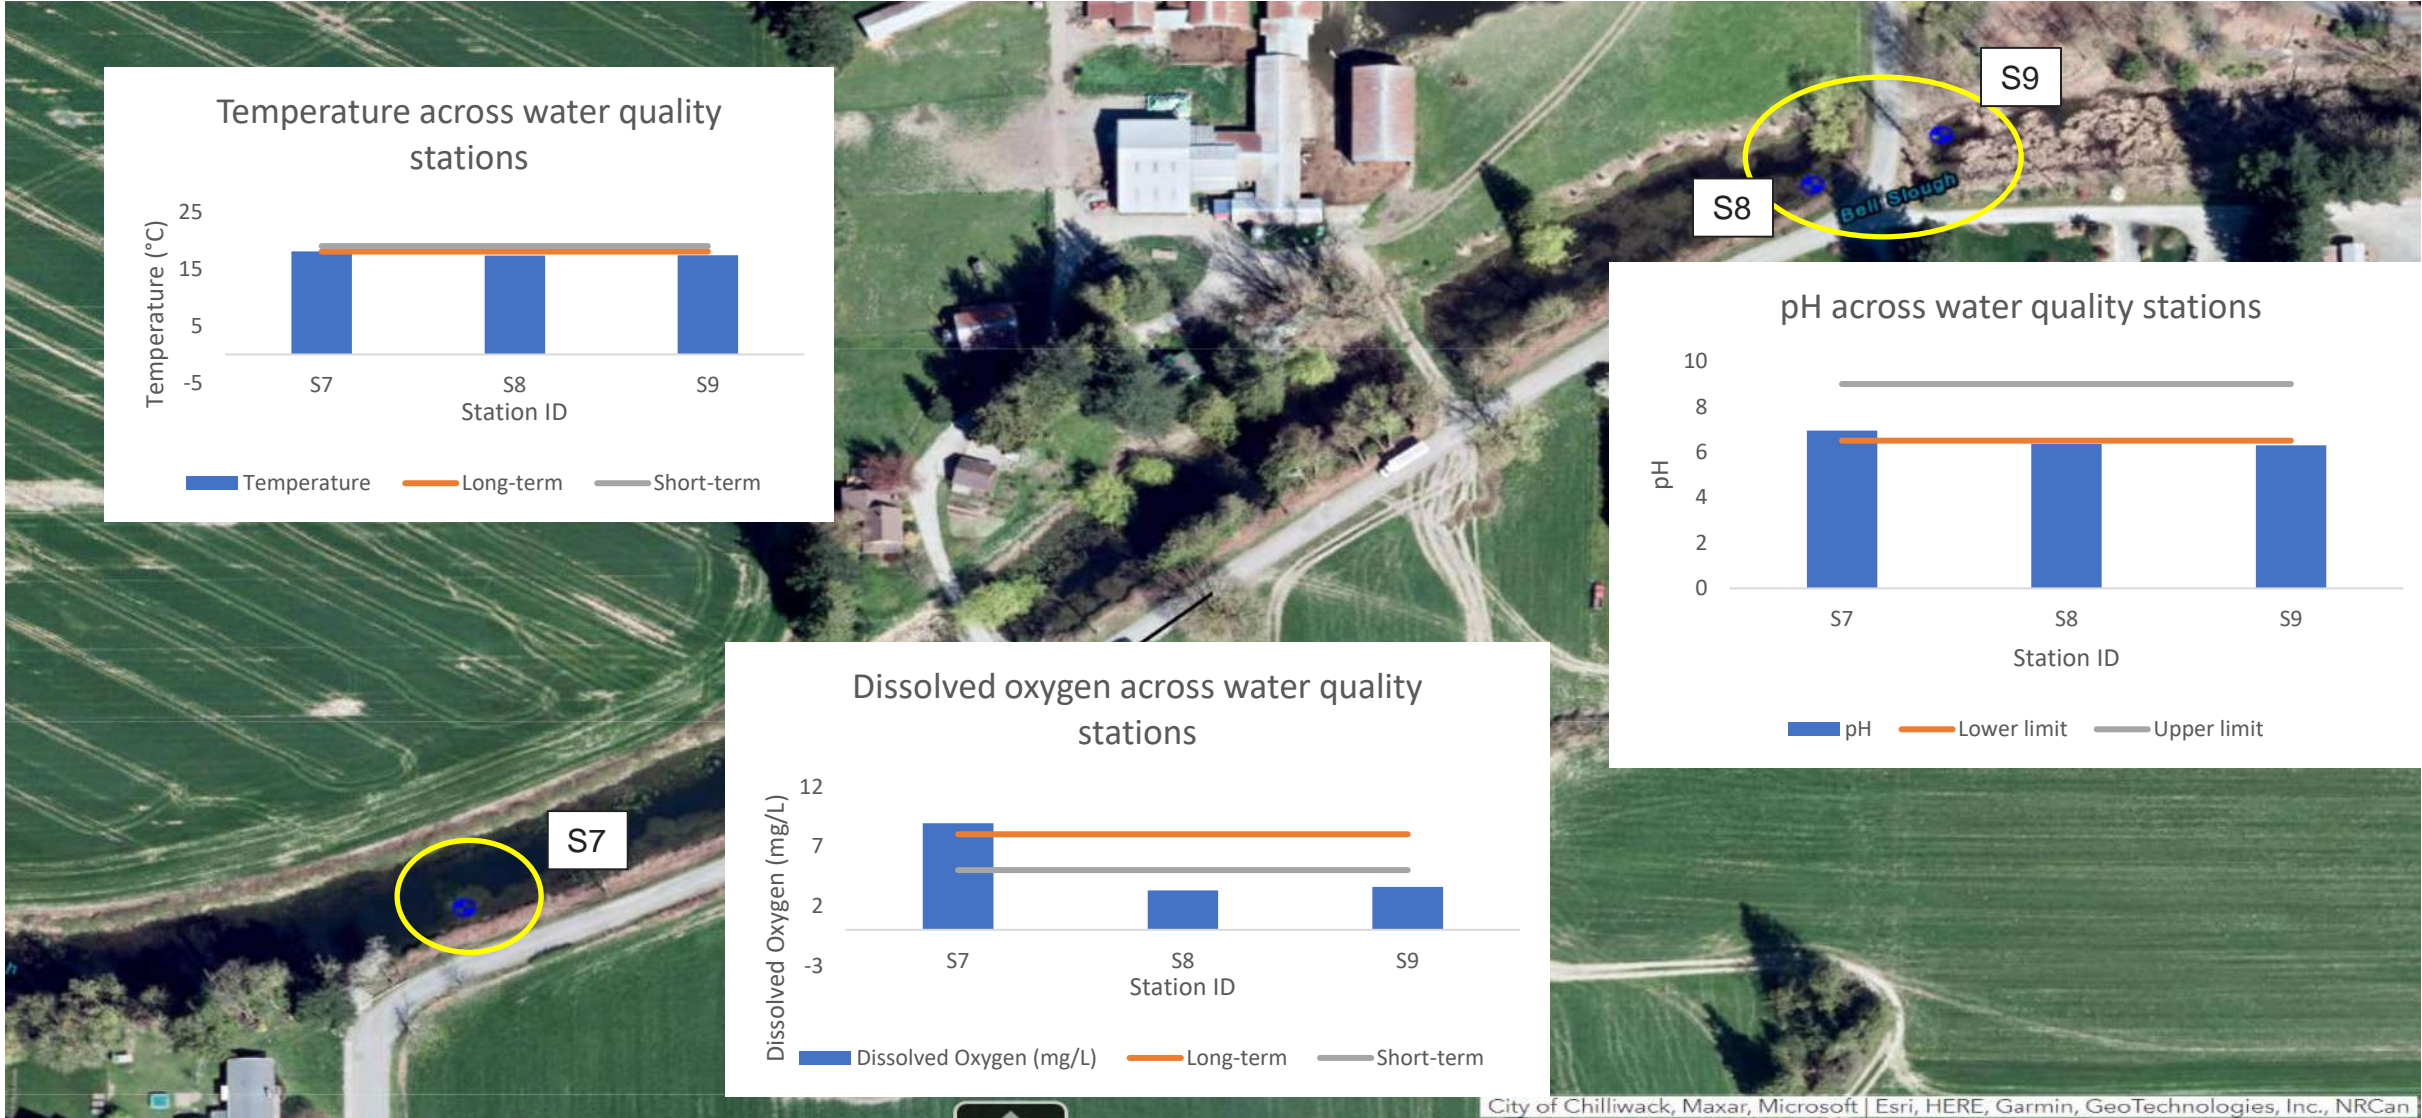 Temperature across water quality
stations
Temperature (°C)
25
15
5
-5
S7 S8 S9
Station ID
Temperature Long-term Short-term
S9
S8
Bell Slough
pH across water quality stations
pH
10
8
6
4
2
0
S7 S8 S9
Station ID
pH Lower limit Upper limit
S7
Dissolved oxygen across water quality
stations
Dissolved Oxygen (mg/L)
12
7
2
-3
S7 S8 S9
Station ID
Dissolved Oxygen (mg/L) Long-term Short-term
h
City of Chilliwack, Maxar, Microsoft | Esri, HERE, Garmin, GeoTechnologies, Inc., NRCan